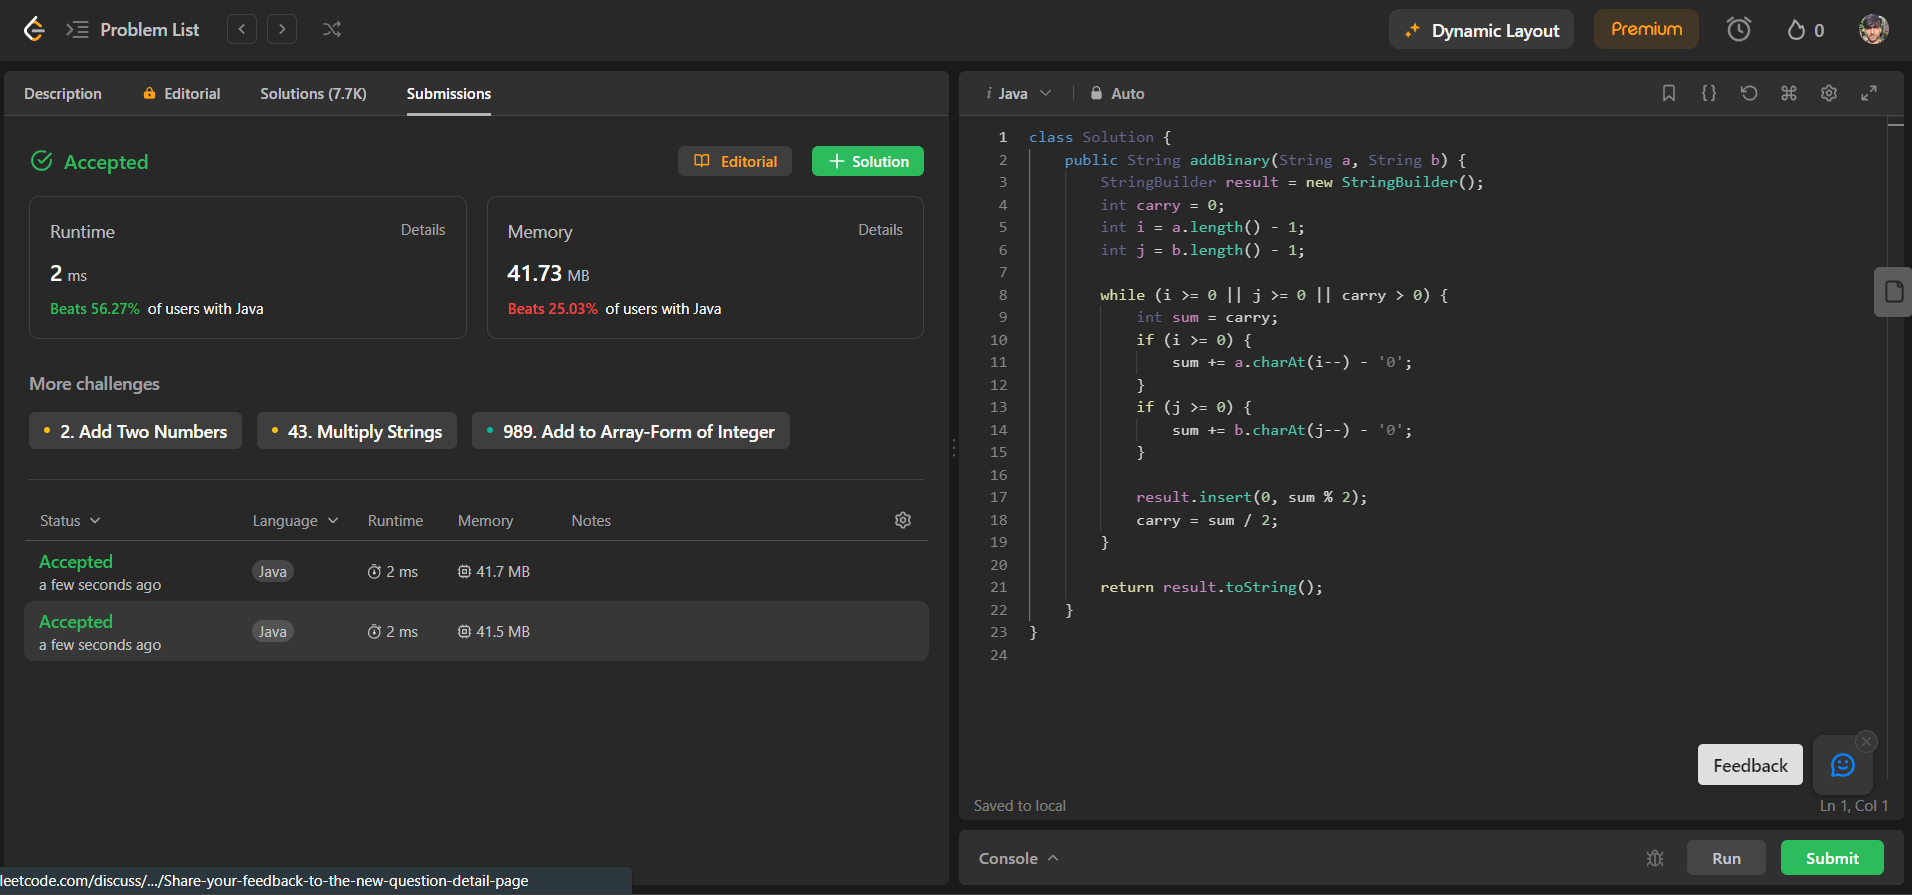 Problem List
Dynamic Layout
Premium
0
Description
Editorial
Solutions (7.7K)
Submissions
Accepted
Editorial
Solution
Runtime
Details
2 ms
Beats 56.27% of users with Java
Memory
Details
41.73 MB
Beats 25.03% of users with Java
More challenges
2. Add Two Numbers
43. Multiply Strings
989. Add to Array-Form of Integer
Status Language Runtime Memory Notes
Accepted
a few seconds ago
Java 2 ms 41.7 MB
Accepted
a few seconds ago
Java 2 ms 41.5 MB
leetcode.com/discuss/.../Share-your-feedback-to-the-new-question-detail-page
i Java
Auto
1 class Solution {
2     public String addBinary(String a, String b) {
3         StringBuilder result = new StringBuilder();
4         int carry = 0;
5         int i = a.length() - 1;
6         int j = b.length() - 1;
7
8         while (i >= 0 || j >= 0 || carry > 0) {
9             int sum = carry;
10             if (i >= 0) {
11                 sum += a.charAt(i--) - '0';
12             }
13             if (j >= 0) {
14                 sum += b.charAt(j--) - '0';
15             }
16
17             result.insert(0, sum % 2);
18             carry = sum / 2;
19         }
20
21         return result.toString();
22     }
23 }
24
Feedback
Saved to local
Ln 1, Col 1
Console
Run
Submit